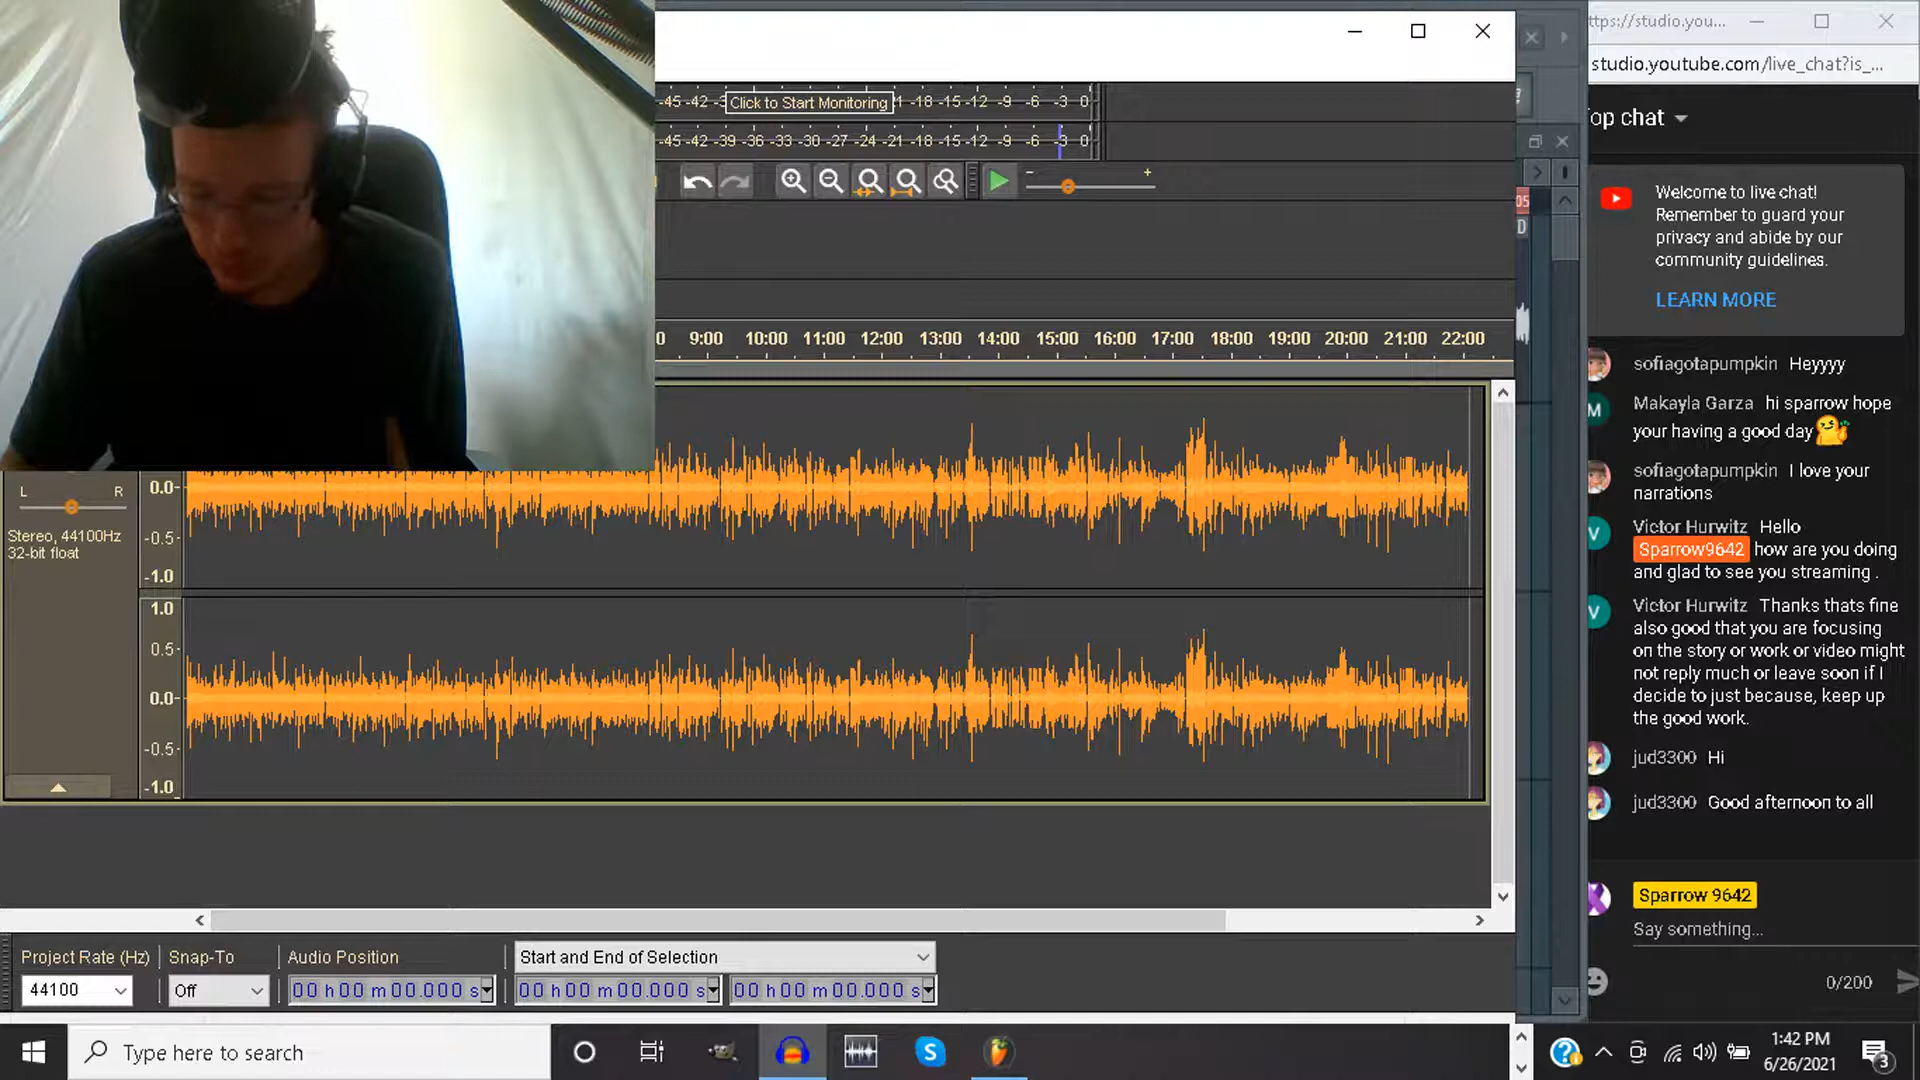 ttps://studio.you...
studio.youtube.com/live_chat?is_...
-45 -42 -3 Click to Start Monitoring 1 -18 -15 -12 -9 -6 -3 0
-45 -42 -39 -36 -33 -30 -27 -24 -21 -18 -15 -12 -9 -6 -3 0
- +
05
D
op chat
Welcome to live chat!
Remember to guard your
privacy and abide by our
community guidelines.
LEARN MORE
0 9:00 10:00 11:00 12:00 13:00 14:00 15:00 16:00 17:00 18:00 19:00 20:00 21:00 22:00
sofiagotapumpkin Heyyyy
M Makayla Garza hi sparrow hope
your having a good day
sofiagotapumpkin I love your
narrations
V Victor Hurwitz Hello
Sparrow9642 how are you doing
and glad to see you streaming .
V Victor Hurwitz Thanks thats fine
also good that you are focusing
on the story or work or video might
not reply much or leave soon if I
decide to just because, keep up
the good work.
jud3300 Hi
jud3300 Good afternoon to all
Sparrow 9642
Say something...
0/200
L R
Stereo, 44100Hz
32-bit float
0.0-
-0.5-
-1.0
1.0
0.5-
0.0-
-0.5-
-1.0
Project Rate (Hz) Snap-To Audio Position Start and End of Selection
44100 Off 00 h 00 m 00.000 s 00 h 00 m 00.000 s 00 h 00 m 00.000 s
Type here to search
S
?
1:42 PM
6/26/2021
3